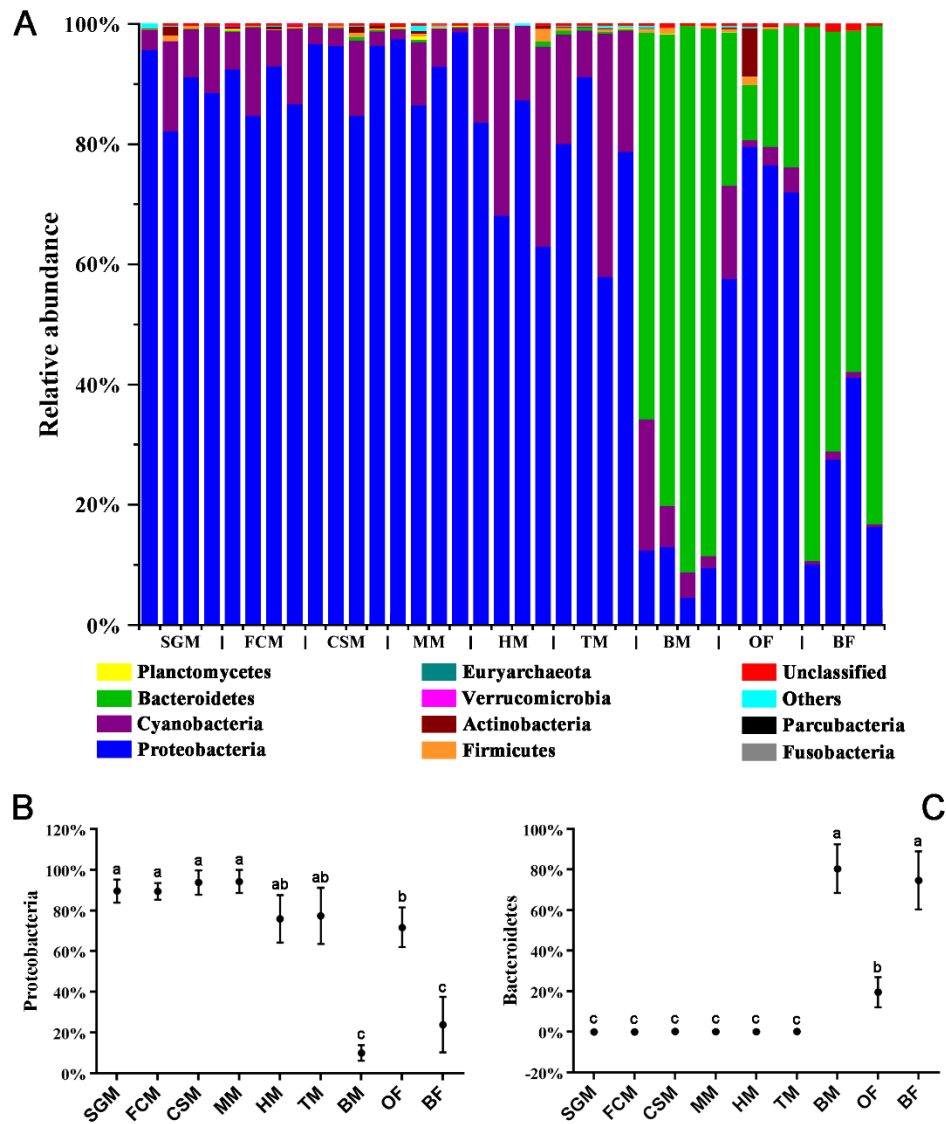 A
Relative abundance
100%
80%
60%
40%
20%
0%
SGM | FCM | CSM | MM | HM | TM | BM | OF | BF
Planctomycetes Euryarchaeota Unclassified
Bacteroidetes Verrucomicrobia Others
Cyanobacteria Actinobacteria Parcubacteria
Proteobacteria Firmicutes Fusobacteria
B
Proteobacteria
120%
100%
80%
60%
40%
20%
0%
a a a a ab ab c b c
SGM FCM CSM MM HM TM BM OF BF
C
Bacteroidetes
100%
80%
60%
40%
20%
0%
-20%
c c c c c c a b a
SGM FCM CSM MM HM TM BM OF BF